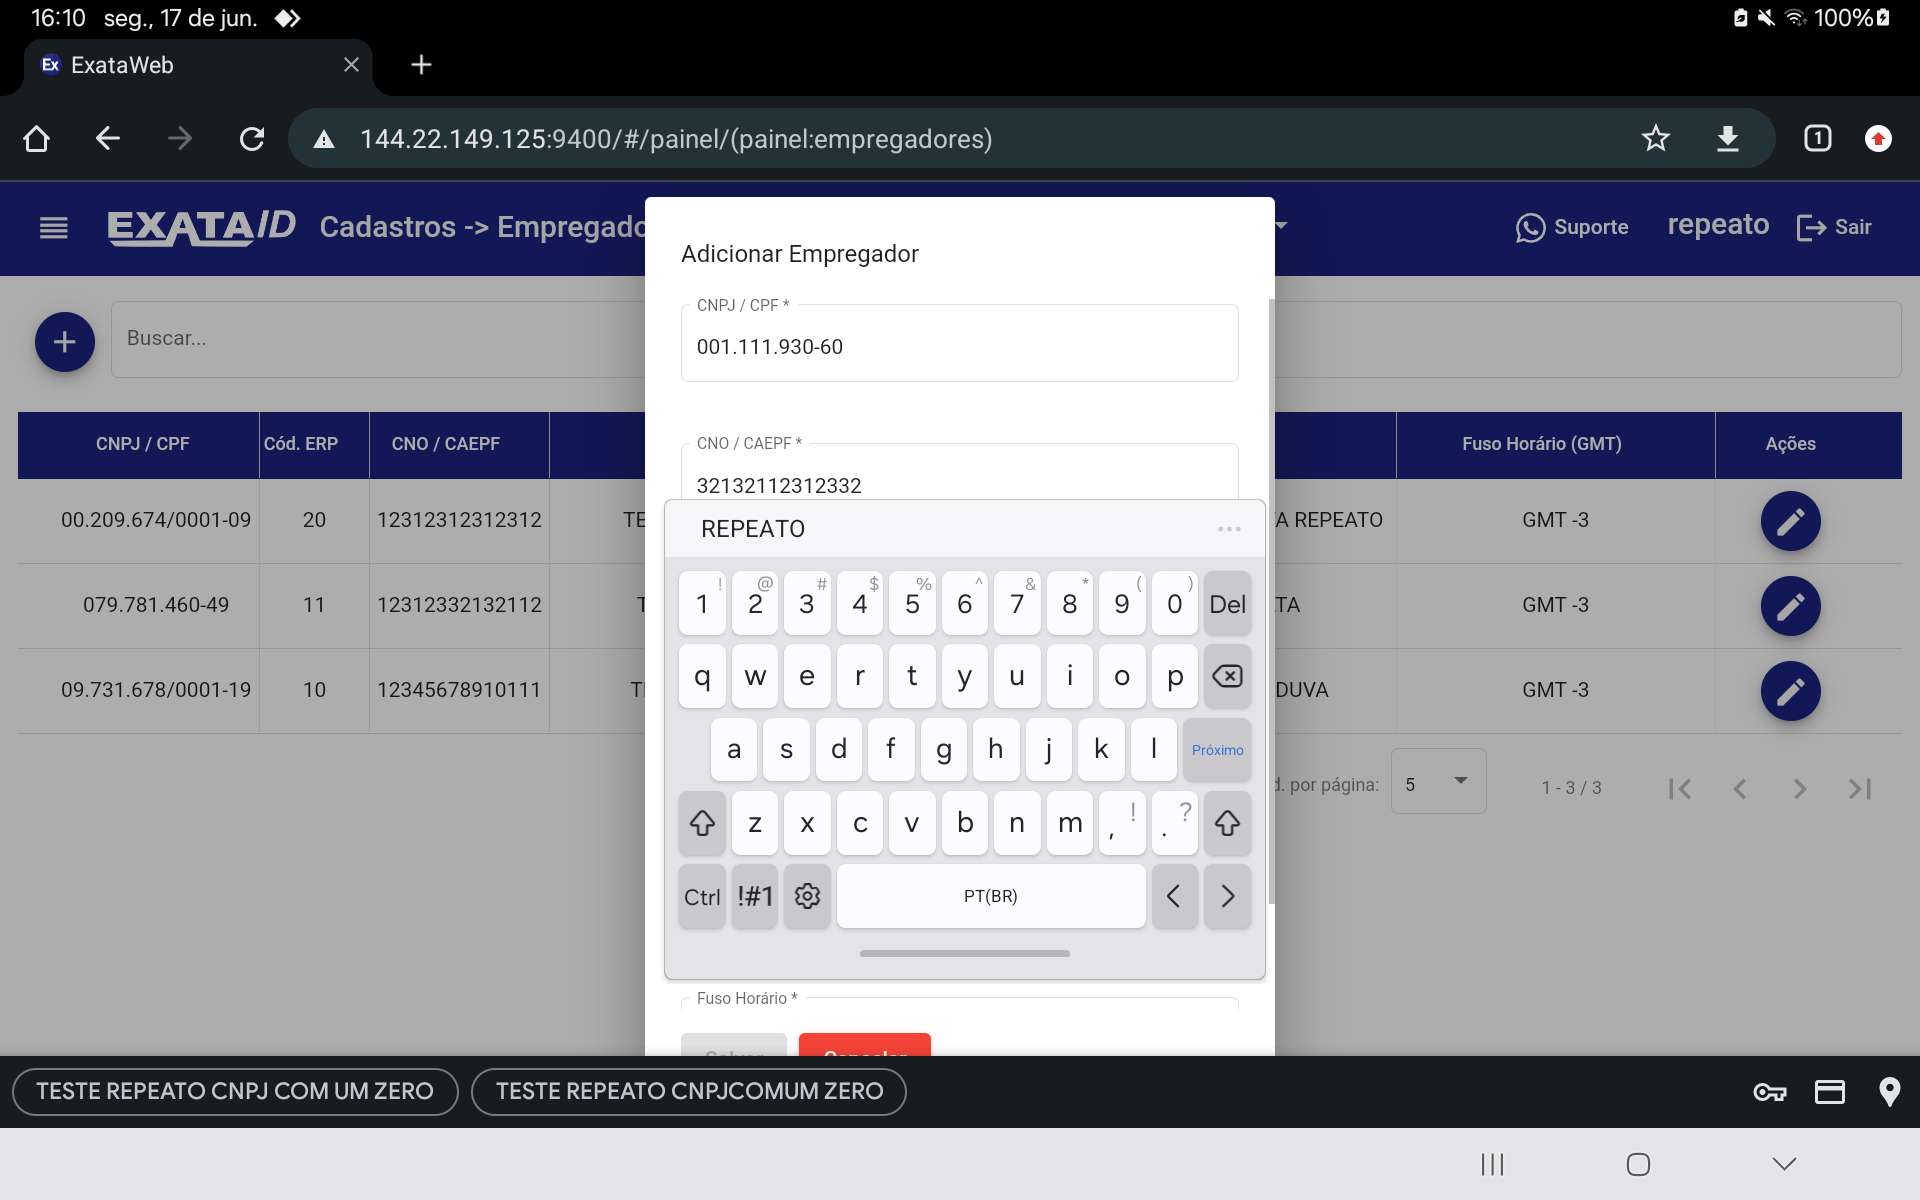 16:10 seg., 17 de jun. 100%
Ex ExataWeb
144.22.149.125:9400/#/painel/(painel:empregadores) 1
EXATA/D Cadastros -> Empregado Suporte repeato Sair
Adicionar Empregador
CNPJ / CPF *
001.111.930-60
Buscar...
CNO / CAEPF *
32132112312332
CNPJ / CPF Cód. ERP CNO / CAEPF Fuso Horário (GMT) Ações
00.209.674/0001-09 20 12312312312312 TE A REPEATO GMT -3
079.781.460-49 11 12312332132112 T TA GMT -3
09.731.678/0001-19 10 12345678910111 DUVA GMT -3
d. por página: 5 1 - 3 / 3
REPEATO
! @ # $ % ^ & * ( )
1 2 3 4 5 6 7 8 9 0 Del
q w e r t y u i o p
a s d f g h j k l Próximo
z x c v b n m , ! . ?
Ctrl !#1 PT(BR)
Fuso Horário *
Salvar Cancelar
TESTE REPEATO CNPJ COM UM ZERO TESTE REPEATO CNPJCOMUM ZERO